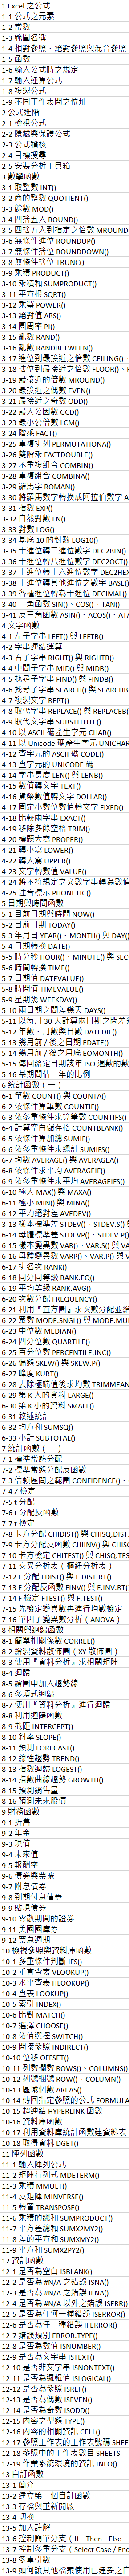 1 Excel 之公式
1-1 公式之元素
1-2 常數
1-3 範圍名稱
1-4 相對參照、絕對參照與混合參照
1-5 函數
1-6 輸入公式時之規定
1-7 輸入運算公式
1-8 複製公式
1-9 不同工作表間之位址
2 公式進階
2-1 檢視公式
2-2 隱藏與保護公式
2-3 公式稽核
2-4 目標搜尋
2-5 安裝分析工具箱
3 數學函數
3-1 取整數 INT()
3-2 商的整數 QUOTIENT()
3-3 餘數 MOD()
3-4 四捨五入 ROUND()
3-5 四捨五入到指定之倍數 MROUND
3-6 無條件進位 ROUNDUP()
3-7 無條件捨位 ROUNDDOWN()
3-8 無條件捨位 TRUNC()
3-9 乘積 PRODUCT()
3-10 乘積和 SUMPRODUCT()
3-11 平方根 SQRT()
3-12 乘冪 POWER()
3-13 絕對值 ABS()
3-14 圓周率 PI()
3-15 亂數 RAND()
3-16 亂數 RANDBETWEEN()
3-17 進位到最接近之倍數 CEILING()、
3-18 捨位到最接近之倍數 FLOOR()、
3-19 最接近的倍數 MROUND()
3-20 最接近之偶數 EVEN()
3-21 最接近之奇數 ODD()
3-22 最大公因數 GCD()
3-23 最小公倍數 LCM()
3-24 階乘 FACT()
3-25 重複排列 PERMUTATIONA()
3-26 雙階乘 FACTDOUBLE()
3-27 不重複組合 COMBIN()
3-28 重複組合 COMBINA()
3-29 羅馬字 ROMAN()
3-30 將羅馬數字轉換成阿拉伯數字 A
3-31 指數 EXP()
3-32 自然對數 LN()
3-33 對數 LOG()
3-34 基底 10 的對數 LOG10()
3-35 十進位轉二進位數字 DEC2BIN()
3-36 十進位轉八進位數字 DEC2OCT()
3-37 十進位轉十六進位數字 DEC2HEX
3-38 十進位轉其他進位之數字 BASE()
3-39 各種進位轉為十進位 DECIMAL()
3-40 三角函數 SIN()、COS()、TAN()
3-41 反三角函數 ASIN()、ACOS()、ATA
4 文字函數
4-1 左子字串 LEFT() 與 LEFTB()
4-2 字串連結運算
4-3 右子字串 RIGHT() 與 RIGHTB()
4-4 中間子字串 MID() 與 MIDB()
4-5 找尋子字串 FIND() 與 FINDB()
4-6 找尋子字串 SEARCH() 與 SEARCHB
4-7 複製文字 REPT()
4-8 取代字串 REPLACE() 與 REPLACEB(
4-9 取代文字 SUBSTITUTE()
4-10 以 ASCII 碼產生字元 CHAR()
4-11 以 Unicode 碼產生字元 UNICHAR
4-12 查字元的 ASCII 碼 CODE()
4-13 查字元的 UNICODE 碼
4-14 字串長度 LEN() 與 LENB()
4-15 數值轉文字 TEXT()
4-16 貨幣數值轉文字 DOLLAR()
4-17 固定小數位數值轉文字 FIXED()
4-18 比較兩字串 EXACT()
4-19 移除多餘空格 TRIM()
4-20 標題大寫 PROPER()
4-21 轉小寫 LOWER()
4-22 轉大寫 UPPER()
4-23 文字轉數值 VALUE()
4-24 將不符規定之文數字串轉為數值
4-25 注音標示 PHONETIC()
5 日期與時間函數
5-1 目前日期與時間 NOW()
5-2 目前日期 TODAY()
5-3 年月日 YEAR()、MONTH() 與 DAY(
5-4 日期轉換 DATE()
5-5 時分秒 HOUR()、MINUTE() 與 SEC
5-6 時間轉換 TIME()
5-7 日期值 DATEVALUE()
5-8 時間值 TIMEVALUE()
5-9 星期幾 WEEKDAY()
5-10 兩日期之間差幾天 DAYS()
5-11 以每月 30 天計算兩日期之間差
5-12 年數、月數與日數 DATEDIF()
5-13 幾月前／後之日期 EDATE()
5-14 幾月前／後之月底 EOMONTH()
5-15 傳回給定日期該年 ISO 週數的數
5-16 某期間佔一年的比例
6 統計函數（一）
6-1 筆數 COUNT() 與 COUNTA()
6-2 依條件算筆數 COUNTIF()
6-3 依多重條件求算筆數 COUNTIFS()
6-4 計算空白儲存格 COUNTBLANK()
6-5 依條件算加總 SUMIF()
6-6 依多重條件求總計 SUMIFS()
6-7 均數 AVERAGE() 與 AVERAGEA()
6-8 依條件求平均 AVERAGEIF()
6-9 依多重條件求平均 AVERAGEIFS()
6-10 極大 MAX() 與 MAXA()
6-11 極小 MIN() 與 MINA()
6-12 平均絕對差 AVEDEV()
6-13 樣本標準差 STDEV()、STDEV.S()
6-14 母體標準差 STDEVP()、STDEV.P()
6-15 樣本變異數 VAR()、VAR.S() 與 VA
6-16 母體變異數 VARP()、VAR.P() 與 V
6-17 排名次 RANK()
6-18 同分同等級 RANK.EQ()
6-19 平均等級 RANK.AVG()
6-20 次數分配 FREQUENCY()
6-21 利用『直方圖』求次數分配並繪
6-22 眾數 MODE.SNGL() 與 MODE.MU
6-23 中位數 MEDIAN()
6-24 四分位數 QUARTILE()
6-25 百分位數 PERCENTILE.INC()
6-26 偏態 SKEW() 與 SKEW.P()
6-27 峰度 KURT()
6-28 去除極端值後求均數 TRIMMEAN
6-29 第 K 大的資料 LARGE()
6-30 第 K 小的資料 SMALL()
6-31 敘述統計
6-32 均方和 SUMSQ()
6-33 小計 SUBTOTAL()
7 統計函數（二）
7-1 標準常態分配
7-2 標準常態分配反函數
7-3 信賴區間之範圍 CONFIDENCE()、
7-4 Z 檢定
7-5 t 分配
7-6 t 分配反函數
7-7 t 檢定
7-8 卡方分配 CHIDIST() 與 CHISQ.DIST.
7-9 卡方分配反函數 CHIINV() 與 CHISQ
7-10 卡方檢定 CHITEST() 與 CHISQ.TES
7-11 交叉分析表（樞紐分析表）
7-12 F 分配 FDIST() 與 F.DIST.RT()
7-13 F 分配反函數 FINV() 與 F.INV.RT()
7-14 F 檢定 FTEST() 與 F.TEST()
7-15 先檢定變異數再進行均數檢定
7-16 單因子變異數分析（ANOVA）
8 相關與迴歸函數
8-1 簡單相關係數 CORREL()
8-2 繪製資料散佈圖（XY 散佈圖）
8-3 使用『資料分析』求相關矩陣
8-4 迴歸
8-5 繪圖中加入趨勢線
8-6 多項式迴歸
8-7 使用『資料分析』進行迴歸
8-8 利用迴歸函數
8-9 截距 INTERCEPT()
8-10 斜率 SLOPE()
8-11 預測 FORECAST()
8-12 線性趨勢 TREND()
8-13 指數迴歸 LOGEST()
8-14 指數曲線趨勢 GROWTH()
8-15 預測銷售量
8-16 預測未來股價
9 財務函數
9-1 折舊
9-2 年金
9-3 現值
9-4 未來值
9-5 報酬率
9-6 債券與票據
9-7 附息債券
9-8 到期付息債券
9-9 貼現債券
9-10 零散期間的證券
9-11 美國國庫券
9-12 票息週期
10 檢視參照與資料庫函數
10-1 多重條件判斷 IFS()
10-2 垂直查表 VLOOKUP()
10-3 水平查表 HLOOKUP()
10-4 查表 LOOKUP()
10-5 索引 INDEX()
10-6 比對 MATCH()
10-7 選擇 CHOOSE()
10-8 依值選擇 SWITCH()
10-9 間接參照 INDIRECT()
10-10 位移 OFFSET()
10-11 列數欄數 ROWS()、COLUMNS()
10-12 列號欄號 ROW()、COLUMN()
10-13 區域個數 AREAS()
10-14 傳回指定參照的公式 FORMULA
10-15 超連結 HYPERLINK 函數
10-16 資料庫函數
10-17 利用資料庫統計函數建資料表
10-18 取得資料 DGET()
11 陣列函數
11-1 輸入陣列公式
11-2 矩陣行列式 MDETERM()
11-3 乘積 MMULT()
11-4 反矩陣 MINVERSE()
11-5 轉置 TRANSPOSE()
11-6 乘積的總和 SUMPRODUCT()
11-7 平方差總和 SUMX2MY2()
11-8 差的平方和 SUMXMY2()
11-9 平方和 SUMX2PY2()
12 資訊函數
12-1 是否為空白 ISBLANK()
12-2 是否為 #N/A 之錯誤 ISNA()
12-3 是否為 #N/A 之錯誤 IFNA()
12-4 是否為 #N/A 以外之錯誤 ISERR()
12-5 是否為任何一種錯誤 ISERROR()
12-6 是否為任一種錯誤 IFERROR()
12-7 錯誤類別 ERROR.TYPE()
12-8 是否為數值 ISNUMBER()
12-9 是否為文字串 ISTEXT()
12-10 是否非文字串 ISNONTEXT()
12-11 是否為邏輯值 ISLOGICAL()
12-12 是否為參照 ISREF()
12-13 是否為偶數 ISEVEN()
12-14 是否為奇數 ISODD()
12-15 內容之型態 TYPE()
12-16 內容的相關資訊 CELL()
12-17 參照工作表的工作表號碼 SHEE
12-18 參照中的工作表數目 SHEETS
12-19 作業系統環境的資訊 INFO()
13 自訂函數
13-1 簡介
13-2 建立第一個自訂函數
13-3 存檔與重新開啟
13-4 切換
13-5 加入註解
13-6 控制簡單分支（If⋯Then⋯Else⋯
13-7 控制多重分支（Select Case / End
13-8 多重引數
13-9 如何讓其他檔案使用已建妥之自